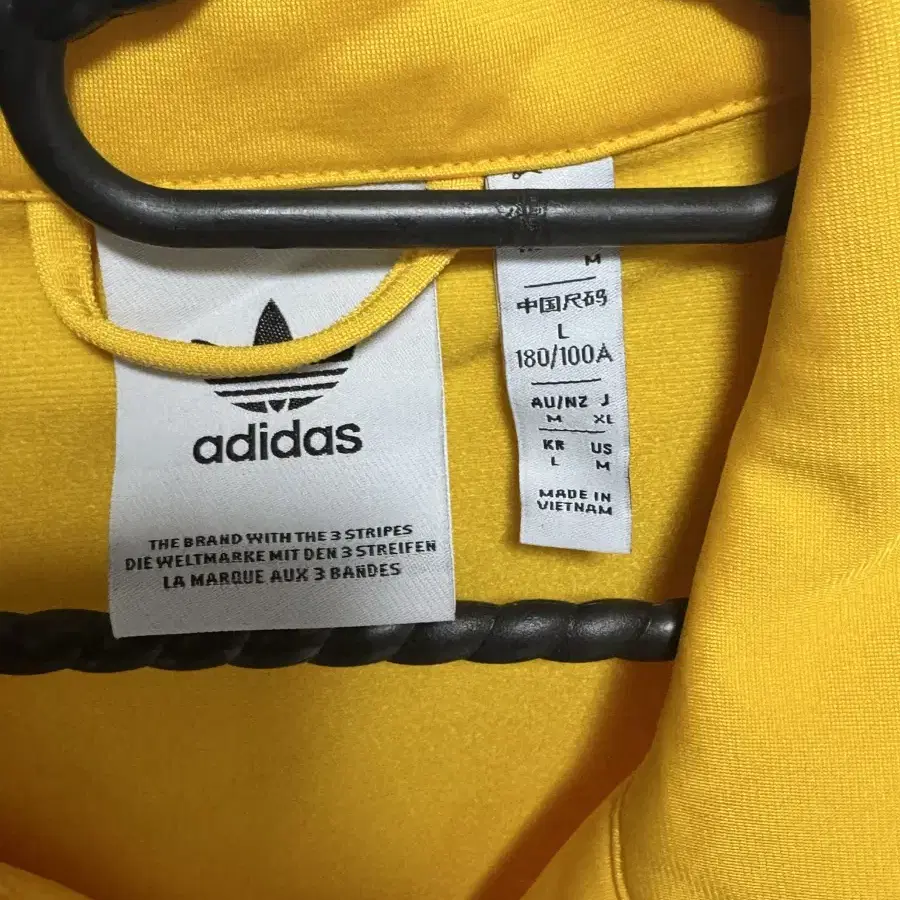 adidas
THE BRAND WITH THE 3 STRIPES
DIE WELTMARKE MIT DEN 3 STREIFEN
LA MARQUE AUX 3 BANDES
M
中国尺码
L
180/100A
AU/NZ J
M XL
KR US
L M
MADE IN
VIETNAM